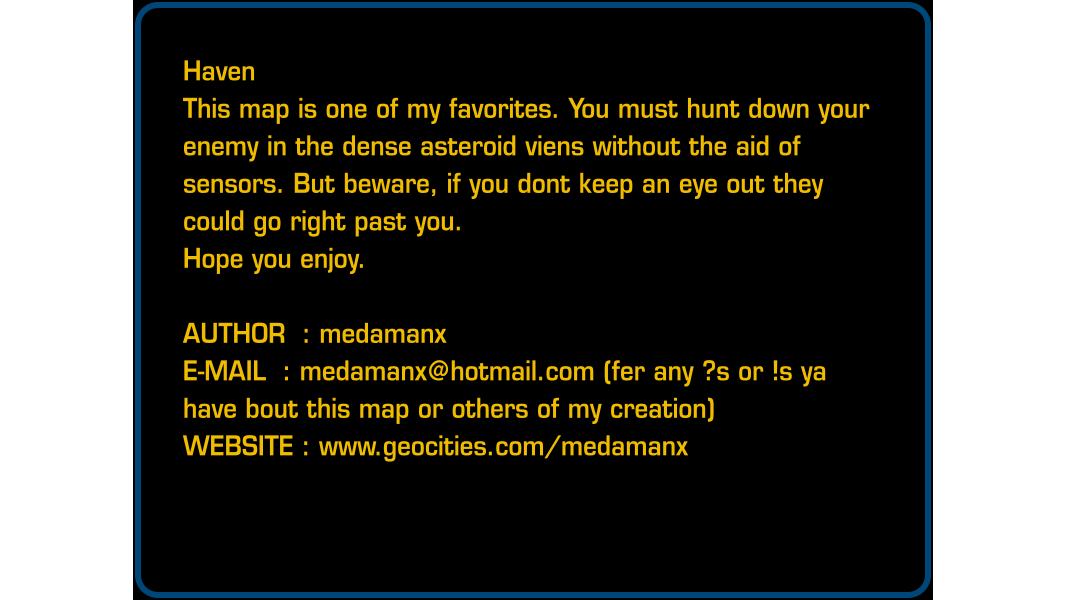 Haven
This map is one of my favorites. You must hunt down your
enemy in the dense asteroid viens without the aid of
sensors. But beware, if you dont keep an eye out they
could go right past you.
Hope you enjoy.
AUTHOR : medamanx
E-MAIL : medamanx@hotmail.com (fer any ?s or !s ya
have bout this map or others of my creation)
WEBSITE : www.geocities.com/medamanx